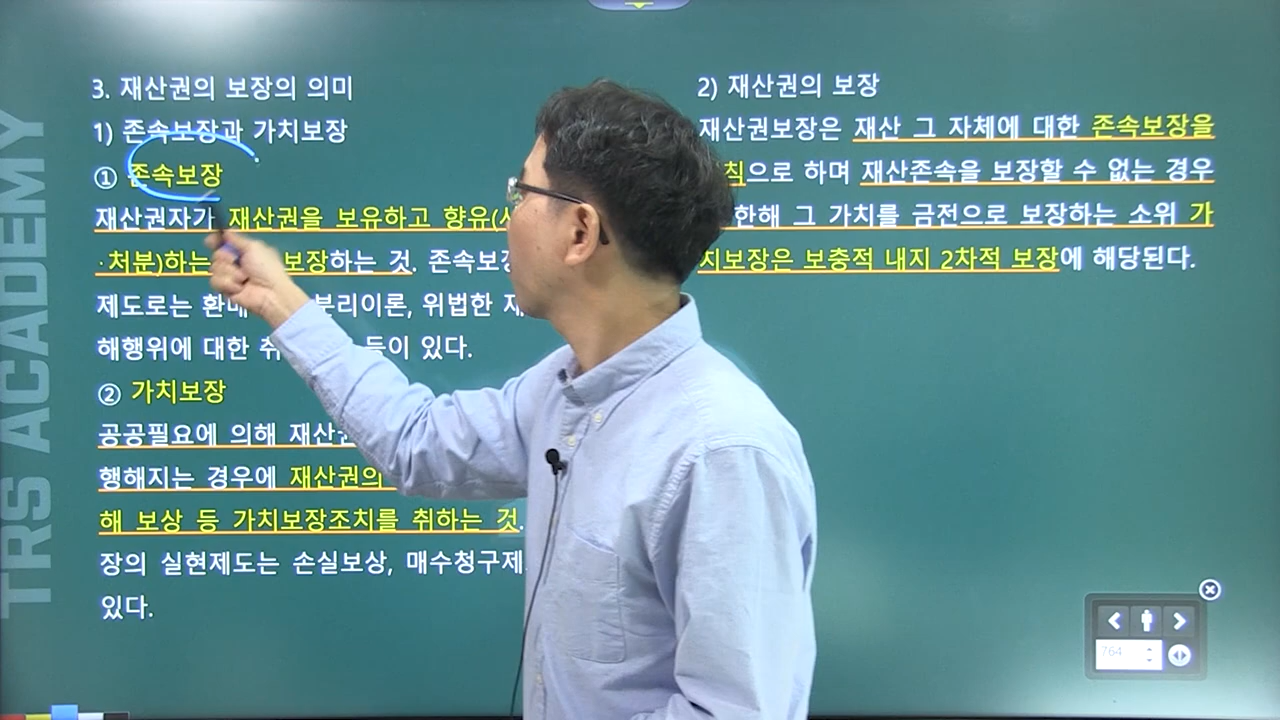 TRS ACADEMY
3. 재산권의 보장의 의미
1) 존속보장과 가치보장
① 존속보장
재산권자가 재산권을 보유하고 향유(사
·처분)하는 보장하는 것. 존속보장
제도로는 환매 분리이론, 위법한 재
해행위에 대한 취 등이 있다.
② 가치보장
공공필요에 의해 재산권
행해지는 경우에 재산권의
해 보상 등 가치보장조치를 취하는 것.
장의 실현제도는 손실보상, 매수청구제
있다.
2) 재산권의 보장
재산권보장은 재산 그 자체에 대한 존속보장을
칙으로 하며 재산존속을 보장할 수 없는 경우
한해 그 가치를 금전으로 보장하는 소위 가
치보장은 보충적 내지 2차적 보장에 해당된다.
764